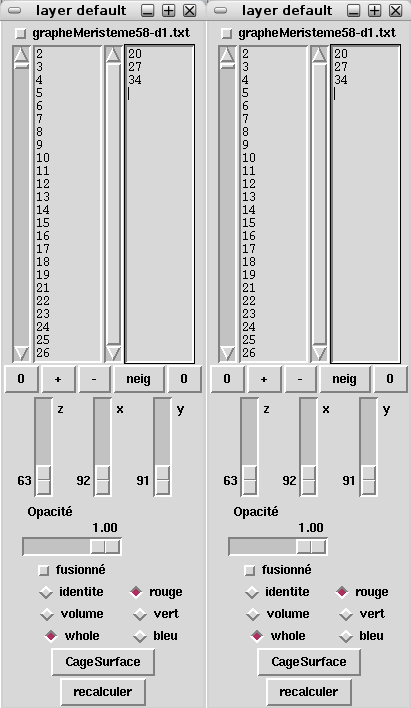 layer default
grapheMeristeme58-d1.txt
2
3
4
5
6
7
8
9
10
11
12
13
14
15
16
17
18
19
20
21
22
23
24
25
26
20
27
34
0 + - neig 0
z x y
63 92 91
Opacité
1.00
fusionné
identite rouge
volume vert
whole bleu
CageSurface
recalculer
layer default
grapheMeristeme58-d1.txt
2
3
4
5
6
7
8
9
10
11
12
13
14
15
16
17
18
19
20
21
22
23
24
25
26
20
27
34
0 + - neig 0
z x y
63 92 91
Opacité
1.00
fusionné
identite rouge
volume vert
whole bleu
CageSurface
recalculer